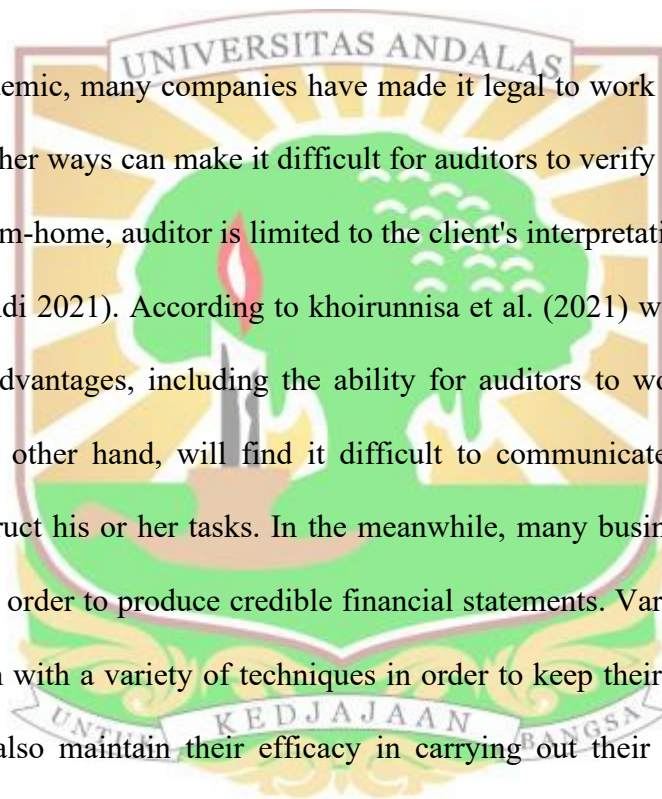 UNIVERSITAS ANDALAS
demic, many companies have made it legal to work
her ways can make it difficult for auditors to verify
m-home, auditor is limited to the client's interpretati
di 2021). According to khoirunnisa et al. (2021) w
dvantages, including the ability for auditors to wo
other hand, will find it difficult to communicate
ruct his or her tasks. In the meanwhile, many busin
order to produce credible financial statements. Var
n with a variety of techniques in order to keep their
also maintain their efficacy in carrying out their
UNTUK KEDJAJAAN BANGSA